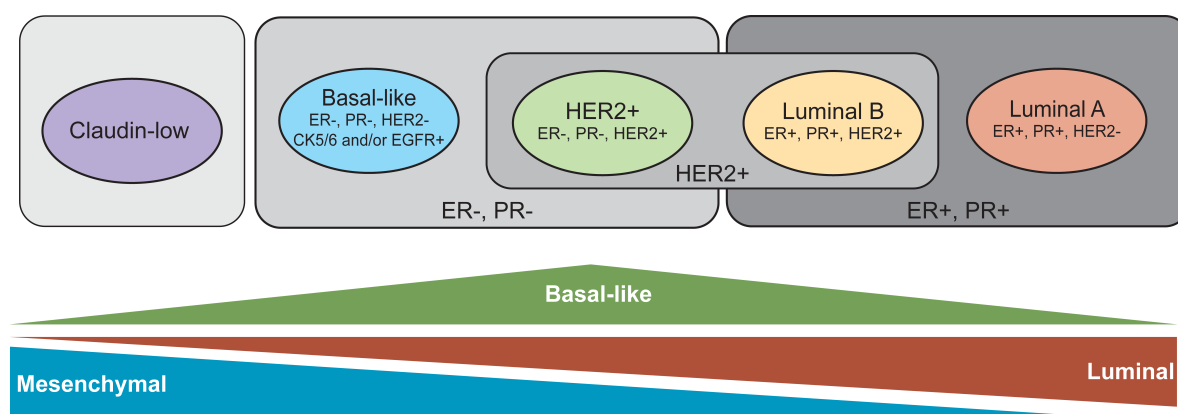 Claudin-low
Basal-like
ER-, PR-, HER2-
CK5/6 and/or EGFR+
HER2+
ER-, PR-, HER2+
Luminal B
ER+, PR+, HER2+
Luminal A
ER+, PR+, HER2-
HER2+
ER-, PR-
ER+, PR+
Basal-like
Mesenchymal
Luminal